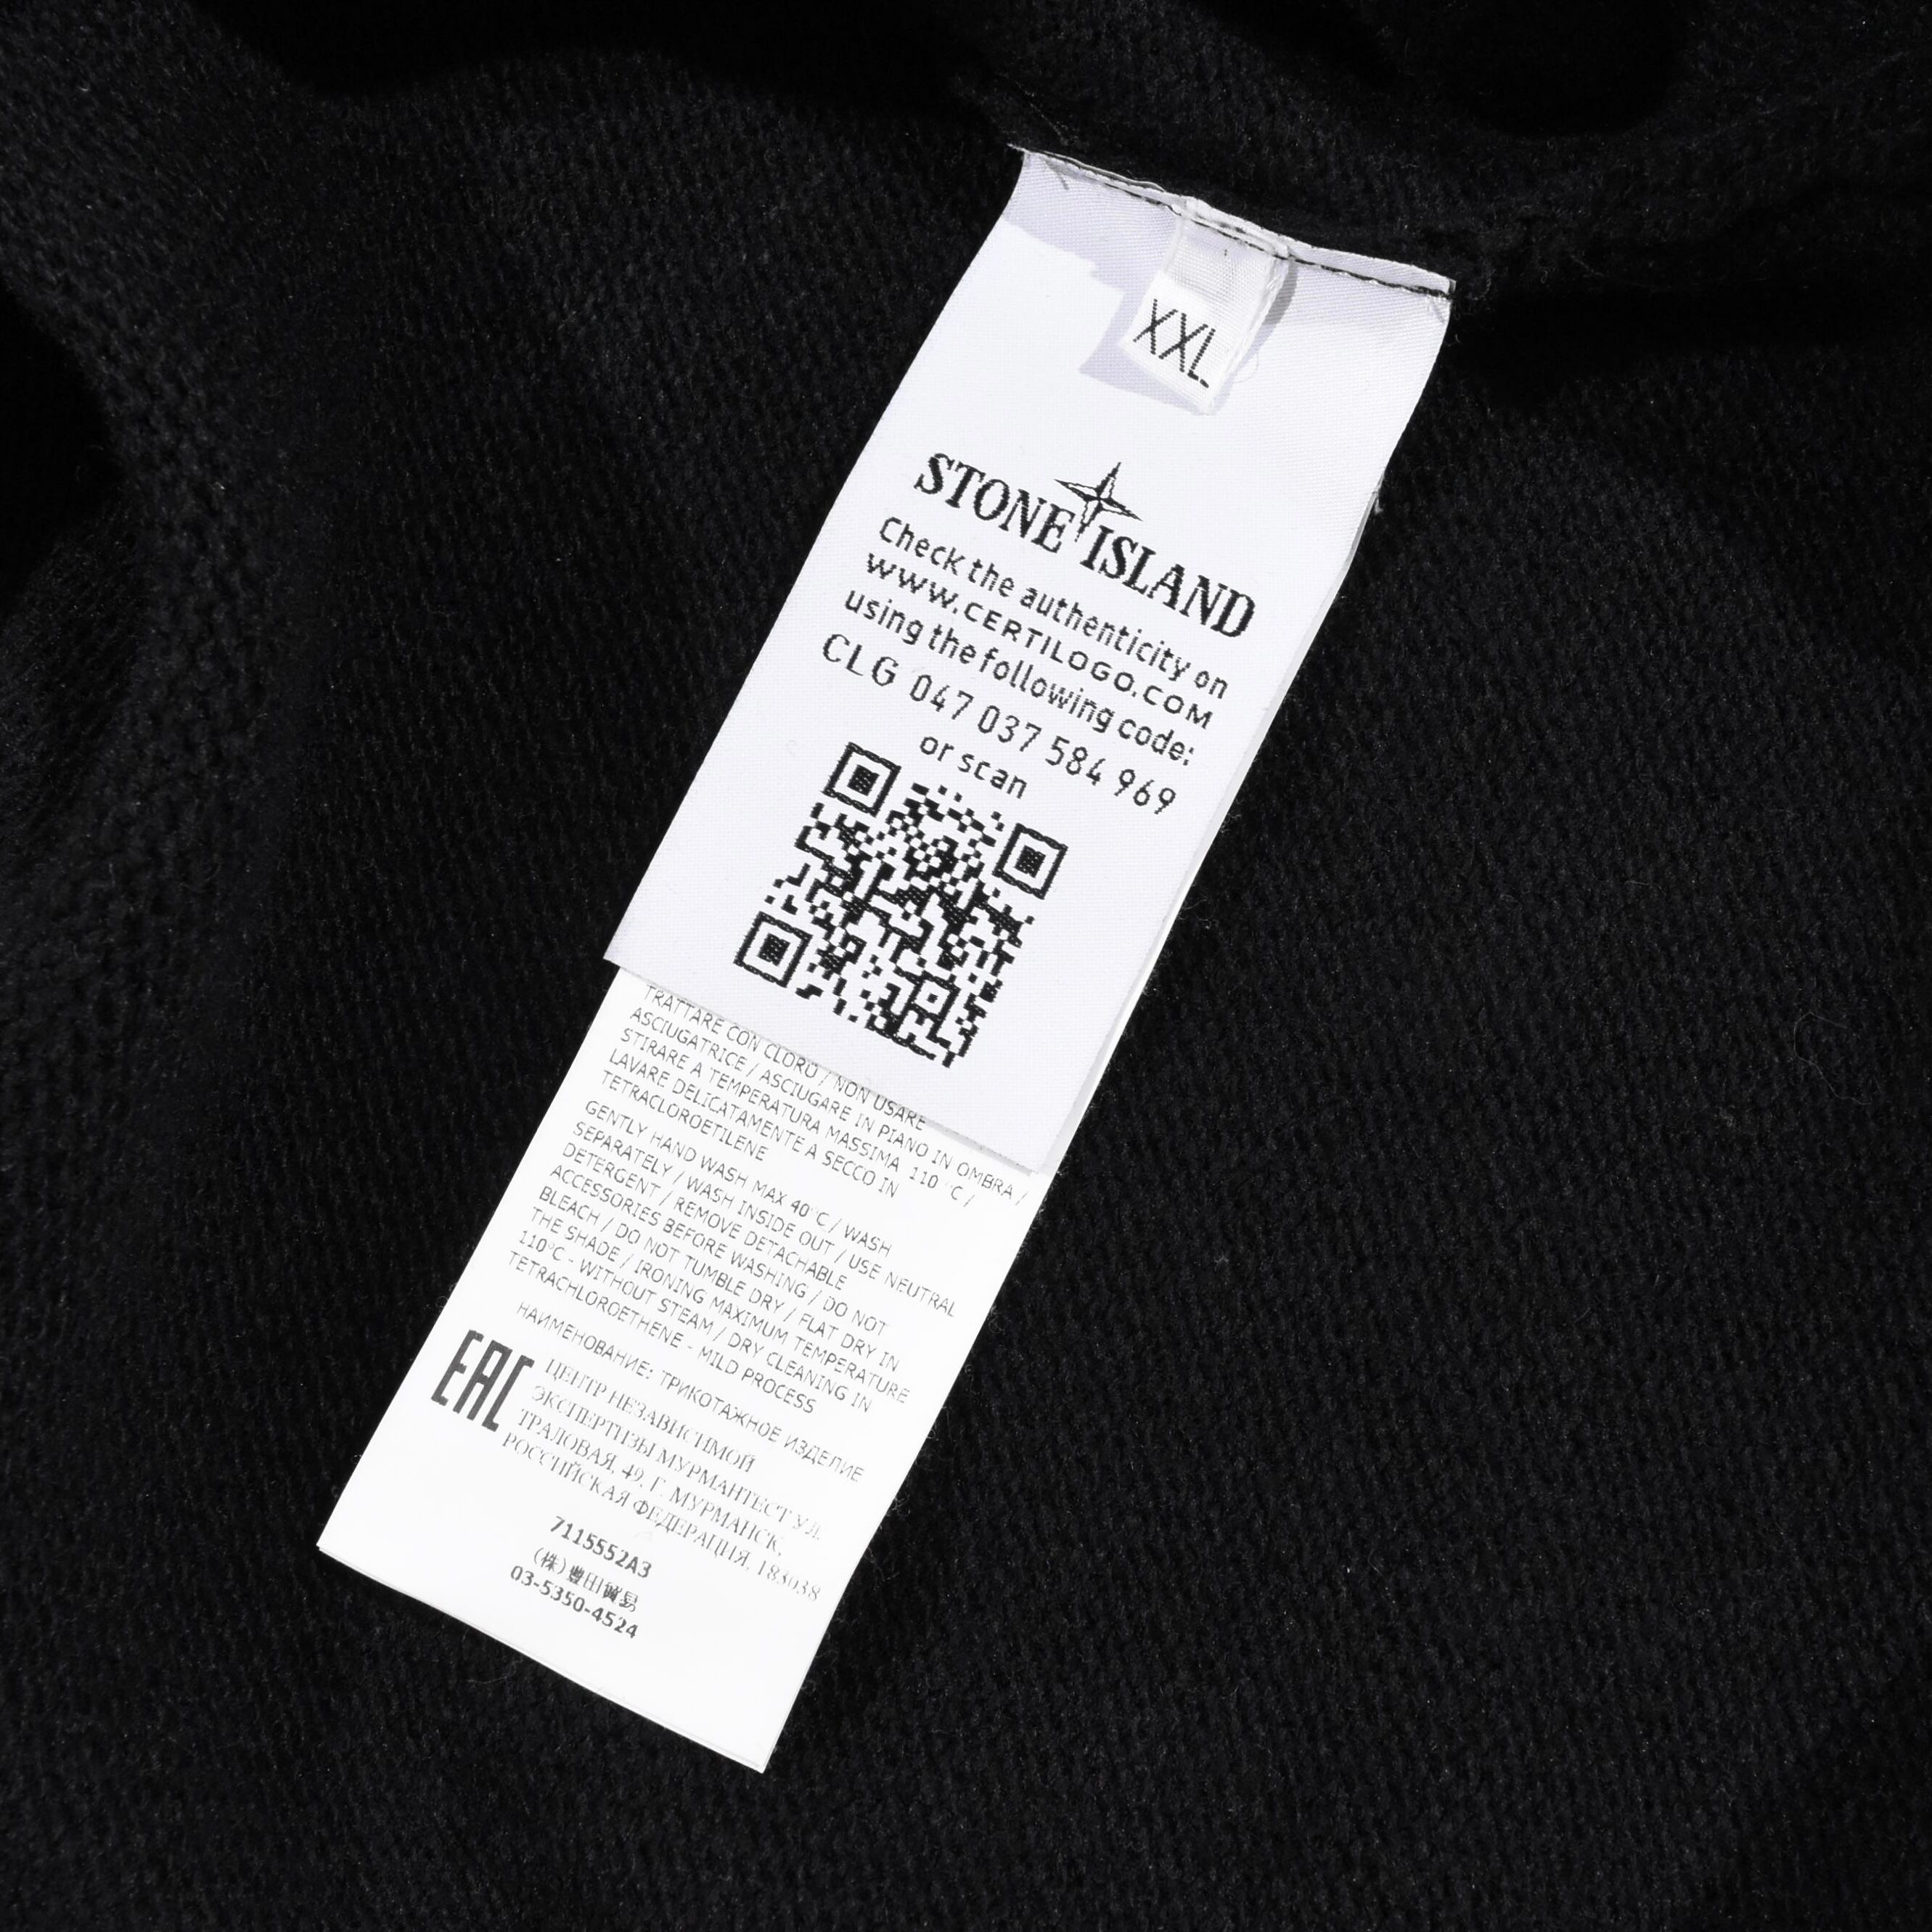 XXL
STONE ISLAND
Check the authenticity on
WWW.CERTILOGO.COM
using the following code:
CLG 047 037 584 969
or scan
TRATTARE CON CLORO / NON USARE
ASCIUGATRICE / ASCIUGARE IN PIANO IN OMBRA /
STIRARE A TEMPERATURA MASSIMA 110 °C /
LAVARE DELICATAMENTE A SECCO IN
TETRACLOROETILENE
GENTLY HAND WASH MAX 40°C / WASH
SEPARATELY / WASH INSIDE OUT / USE NEUTRAL
DETERGENT / REMOVE DETACHABLE
ACCESSORIES BEFORE WASHING / DO NOT
BLEACH / DO NOT TUMBLE DRY / FLAT DRY IN
THE SHADE / IRONING MAXIMUM TEMPERATURE
110°C - WITHOUT STEAM / DRY CLEANING IN
TETRACHLOROETHENE - MILD PROCESS
НАИМЕНОВАНИЕ: ТРИКОТАЖНОЕ ИЗДЕЛИЕ
EAC
ЦЕНТР НЕЗАВИСИМОЙ
ЭКСПЕРТИЗЫ МУРМАНТЕСТ УЛ.
ТРАЛОВАЯ, 49, Г. МУРМАНСК,
РОССИЙСКАЯ ФЕДЕРАЦИЯ, 183038
7115552A3
(株)豊田貿易
03-5350-4524